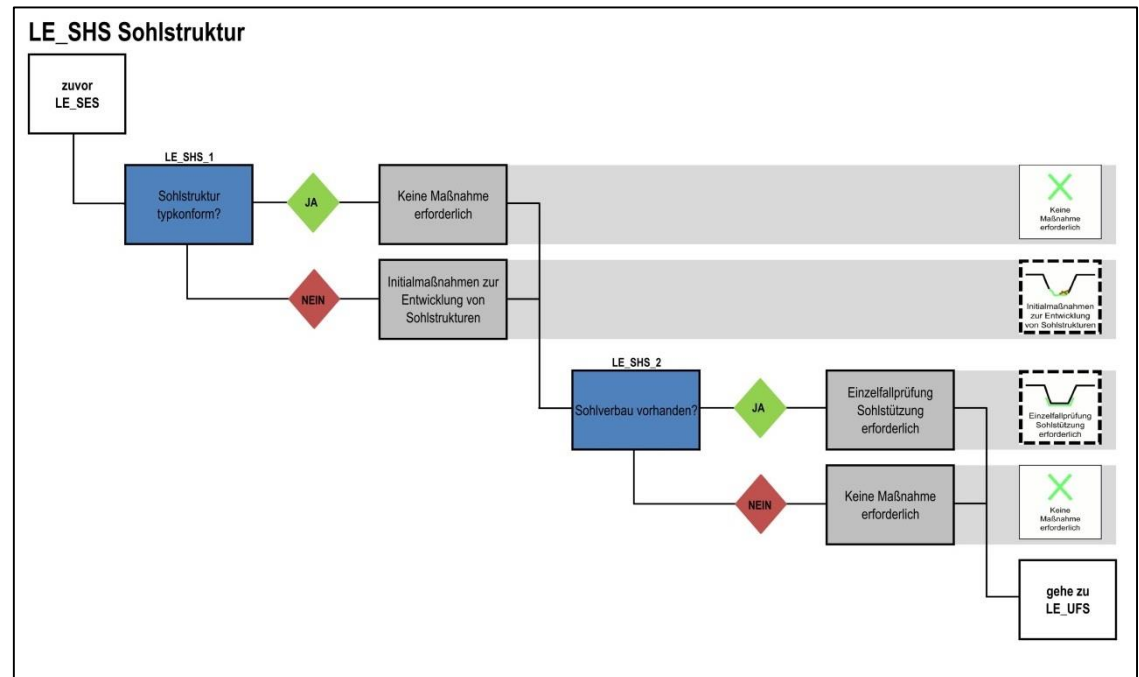 LE_SHS Sohlstruktur
zuvor
LE_SES
LE_SHS_1
Sohlstruktur
typkonform?
JA
Keine Maßnahme
erforderlich
Keine
Maßnahme
erforderlich
NEIN
Initialmaßnahmen zur
Entwicklung von
Sohlstrukturen
Initialmaßnahmen
zur Entwicklung
von Sohlstrukturen
LE_SHS_2
Sohlverbau vorhanden?
JA
Einzelfallprüfung
Sohlstützung
erforderlich
Einzelfallprüfung
Sohlstützung
erforderlich
NEIN
Keine Maßnahme
erforderlich
Keine
Maßnahme
erforderlich
gehe zu
LE_UFS